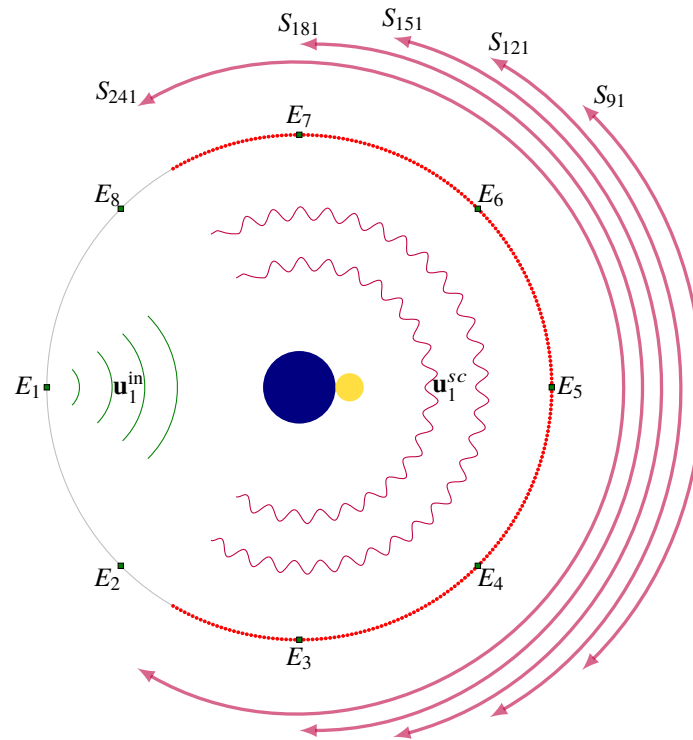 S₁₈₁
S₁₅₁
S₁₂₁
S₂₄₁
S₉₁
E₇
E₈
E₆
E₁
u₁ⁱⁿ
u₁ˢᶜ
E₅
E₂
E₄
E₃